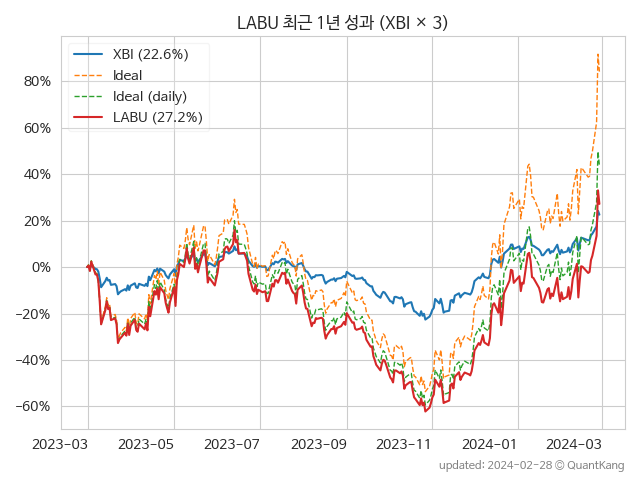 LABU 최근 1년 성과 (XBI × 3)
XBI (22.6%)
Ideal
Ideal (daily)
LABU (27.2%)
80%
60%
40%
20%
0%
−20%
−40%
−60%
2023−03 2023−05 2023−07 2023−09 2023−11 2024−01 2024−03
updated: 2024−02−28 © QuantKang